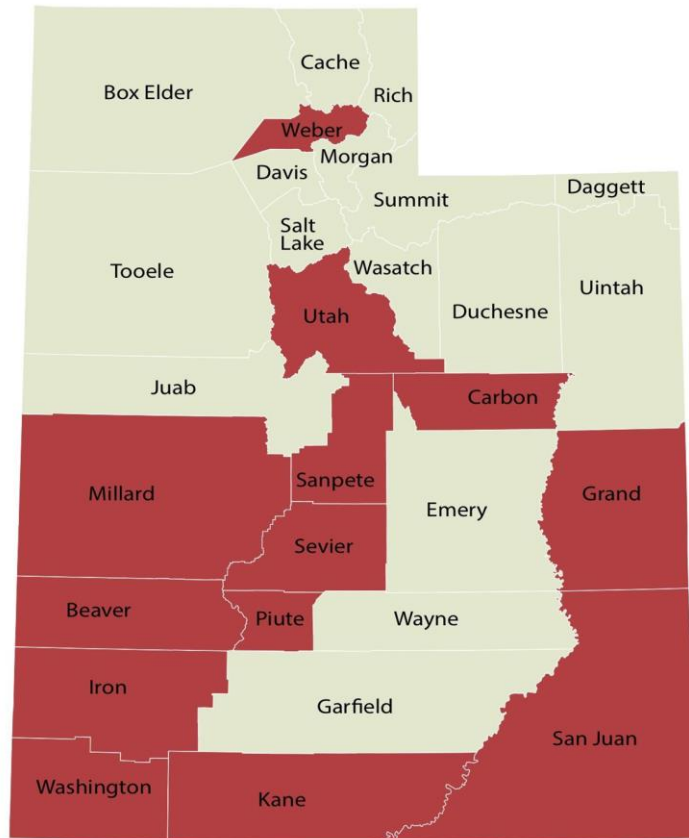 Cache
Box Elder
Rich
Weber
Morgan
Davis
Summit
Daggett
Salt
Lake
Wasatch
Tooele
Uintah
Utah
Duchesne
Juab
Carbon
Sanpete
Millard
Grand
Emery
Sevier
Beaver
Piute
Wayne
Iron
Garfield
San Juan
Washington
Kane